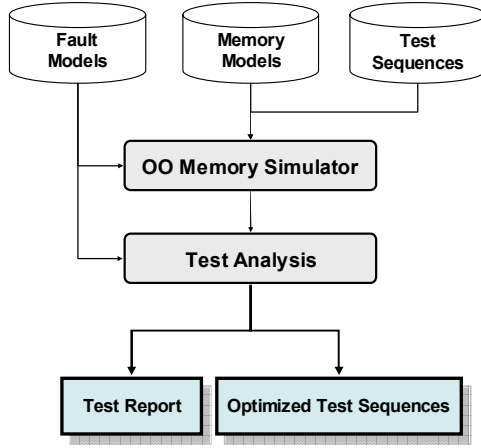 Fault
Models
Memory
Models
Test
Sequences
OO Memory Simulator
Test Analysis
Test Report
Optimized Test Sequences